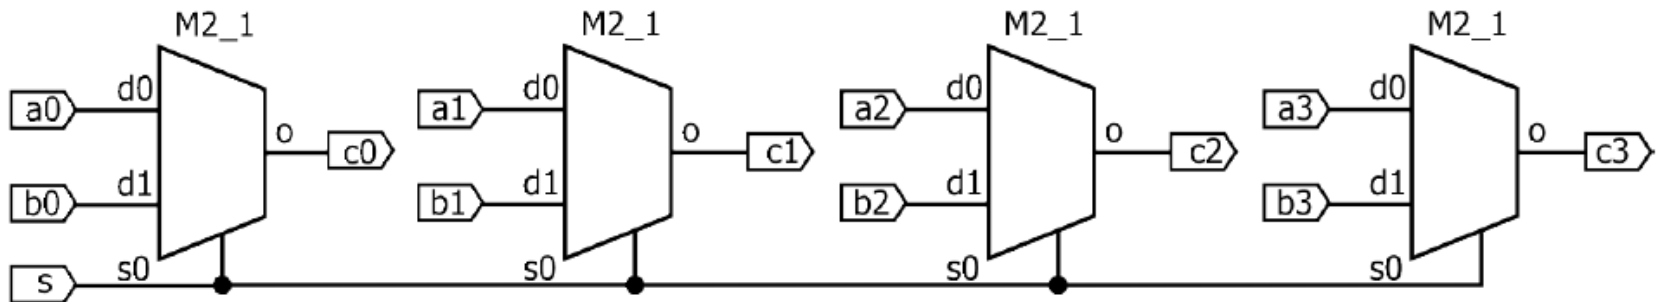 M2_1 M2_1 M2_1 M2_1
a0 d0 a1 d0 a2 d0 a3 d0
o c0 o c1 o c2 o c3
b0 d1 b1 d1 b2 d1 b3 d1
s s0 s0 s0 s0